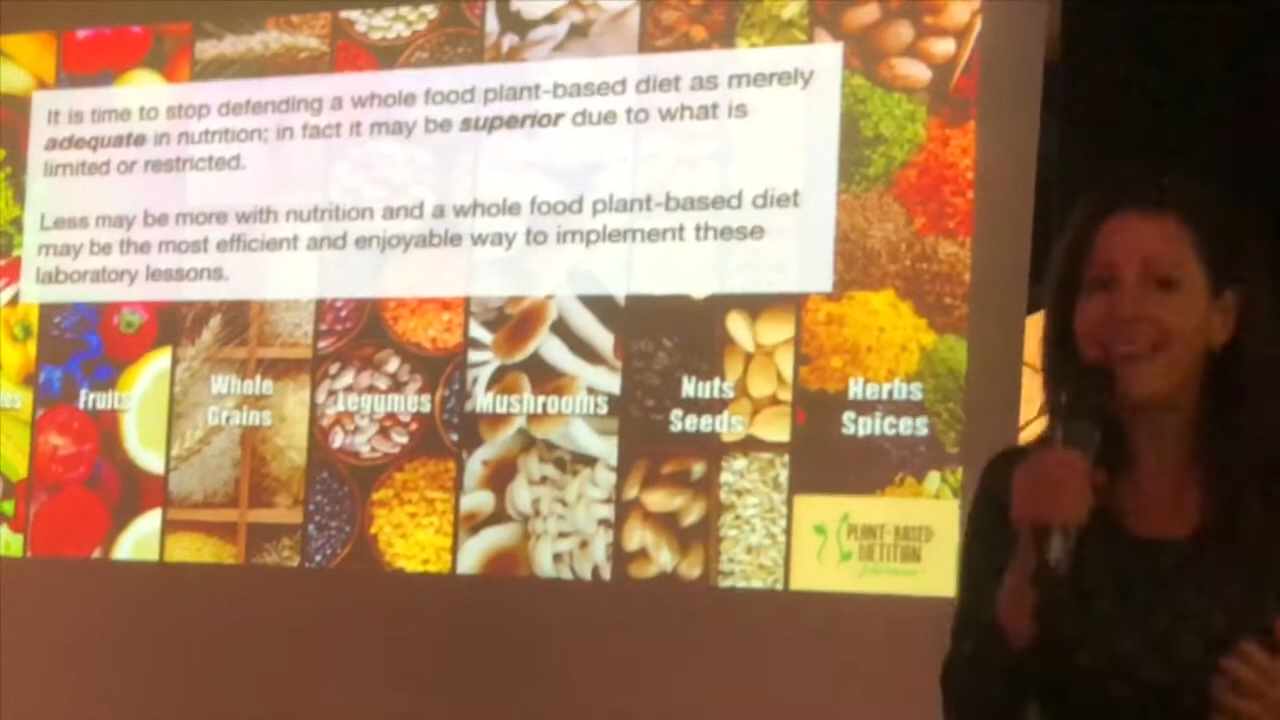 It is time to stop defending a whole food plant-based diet as merely
adequate in nutrition; in fact it may be superior due to what is
limited or restricted.
Less may be more with nutrition and a whole food plant-based diet
may be the most efficient and enjoyable way to implement these
laboratory lessons.
les
Fruits
Whole
Grains
Legumes
Mushrooms
Nuts
Seeds
Herbs
Spices
PLANT-BASED
DIETITIAN